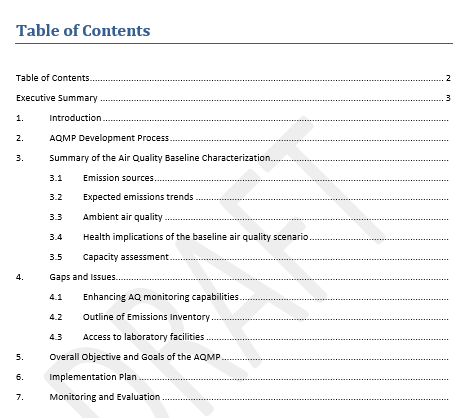 Table of Contents
Table of Contents 2
Executive Summary 3
1. Introduction
2. AQMP Development Process
3. Summary of the Air Quality Baseline Characterization
3.1 Emission sources
3.2 Expected emissions trends
3.3 Ambient air quality
3.4 Health implications of the baseline air quality scenario
3.5 Capacity assessment
4. Gaps and Issues
4.1 Enhancing AQ monitoring capabilities
4.2 Outline of Emissions Inventory
4.3 Access to laboratory facilities
5. Overall Objective and Goals of the AQMP
6. Implementation Plan
7. Monitoring and Evaluation
DRAFT